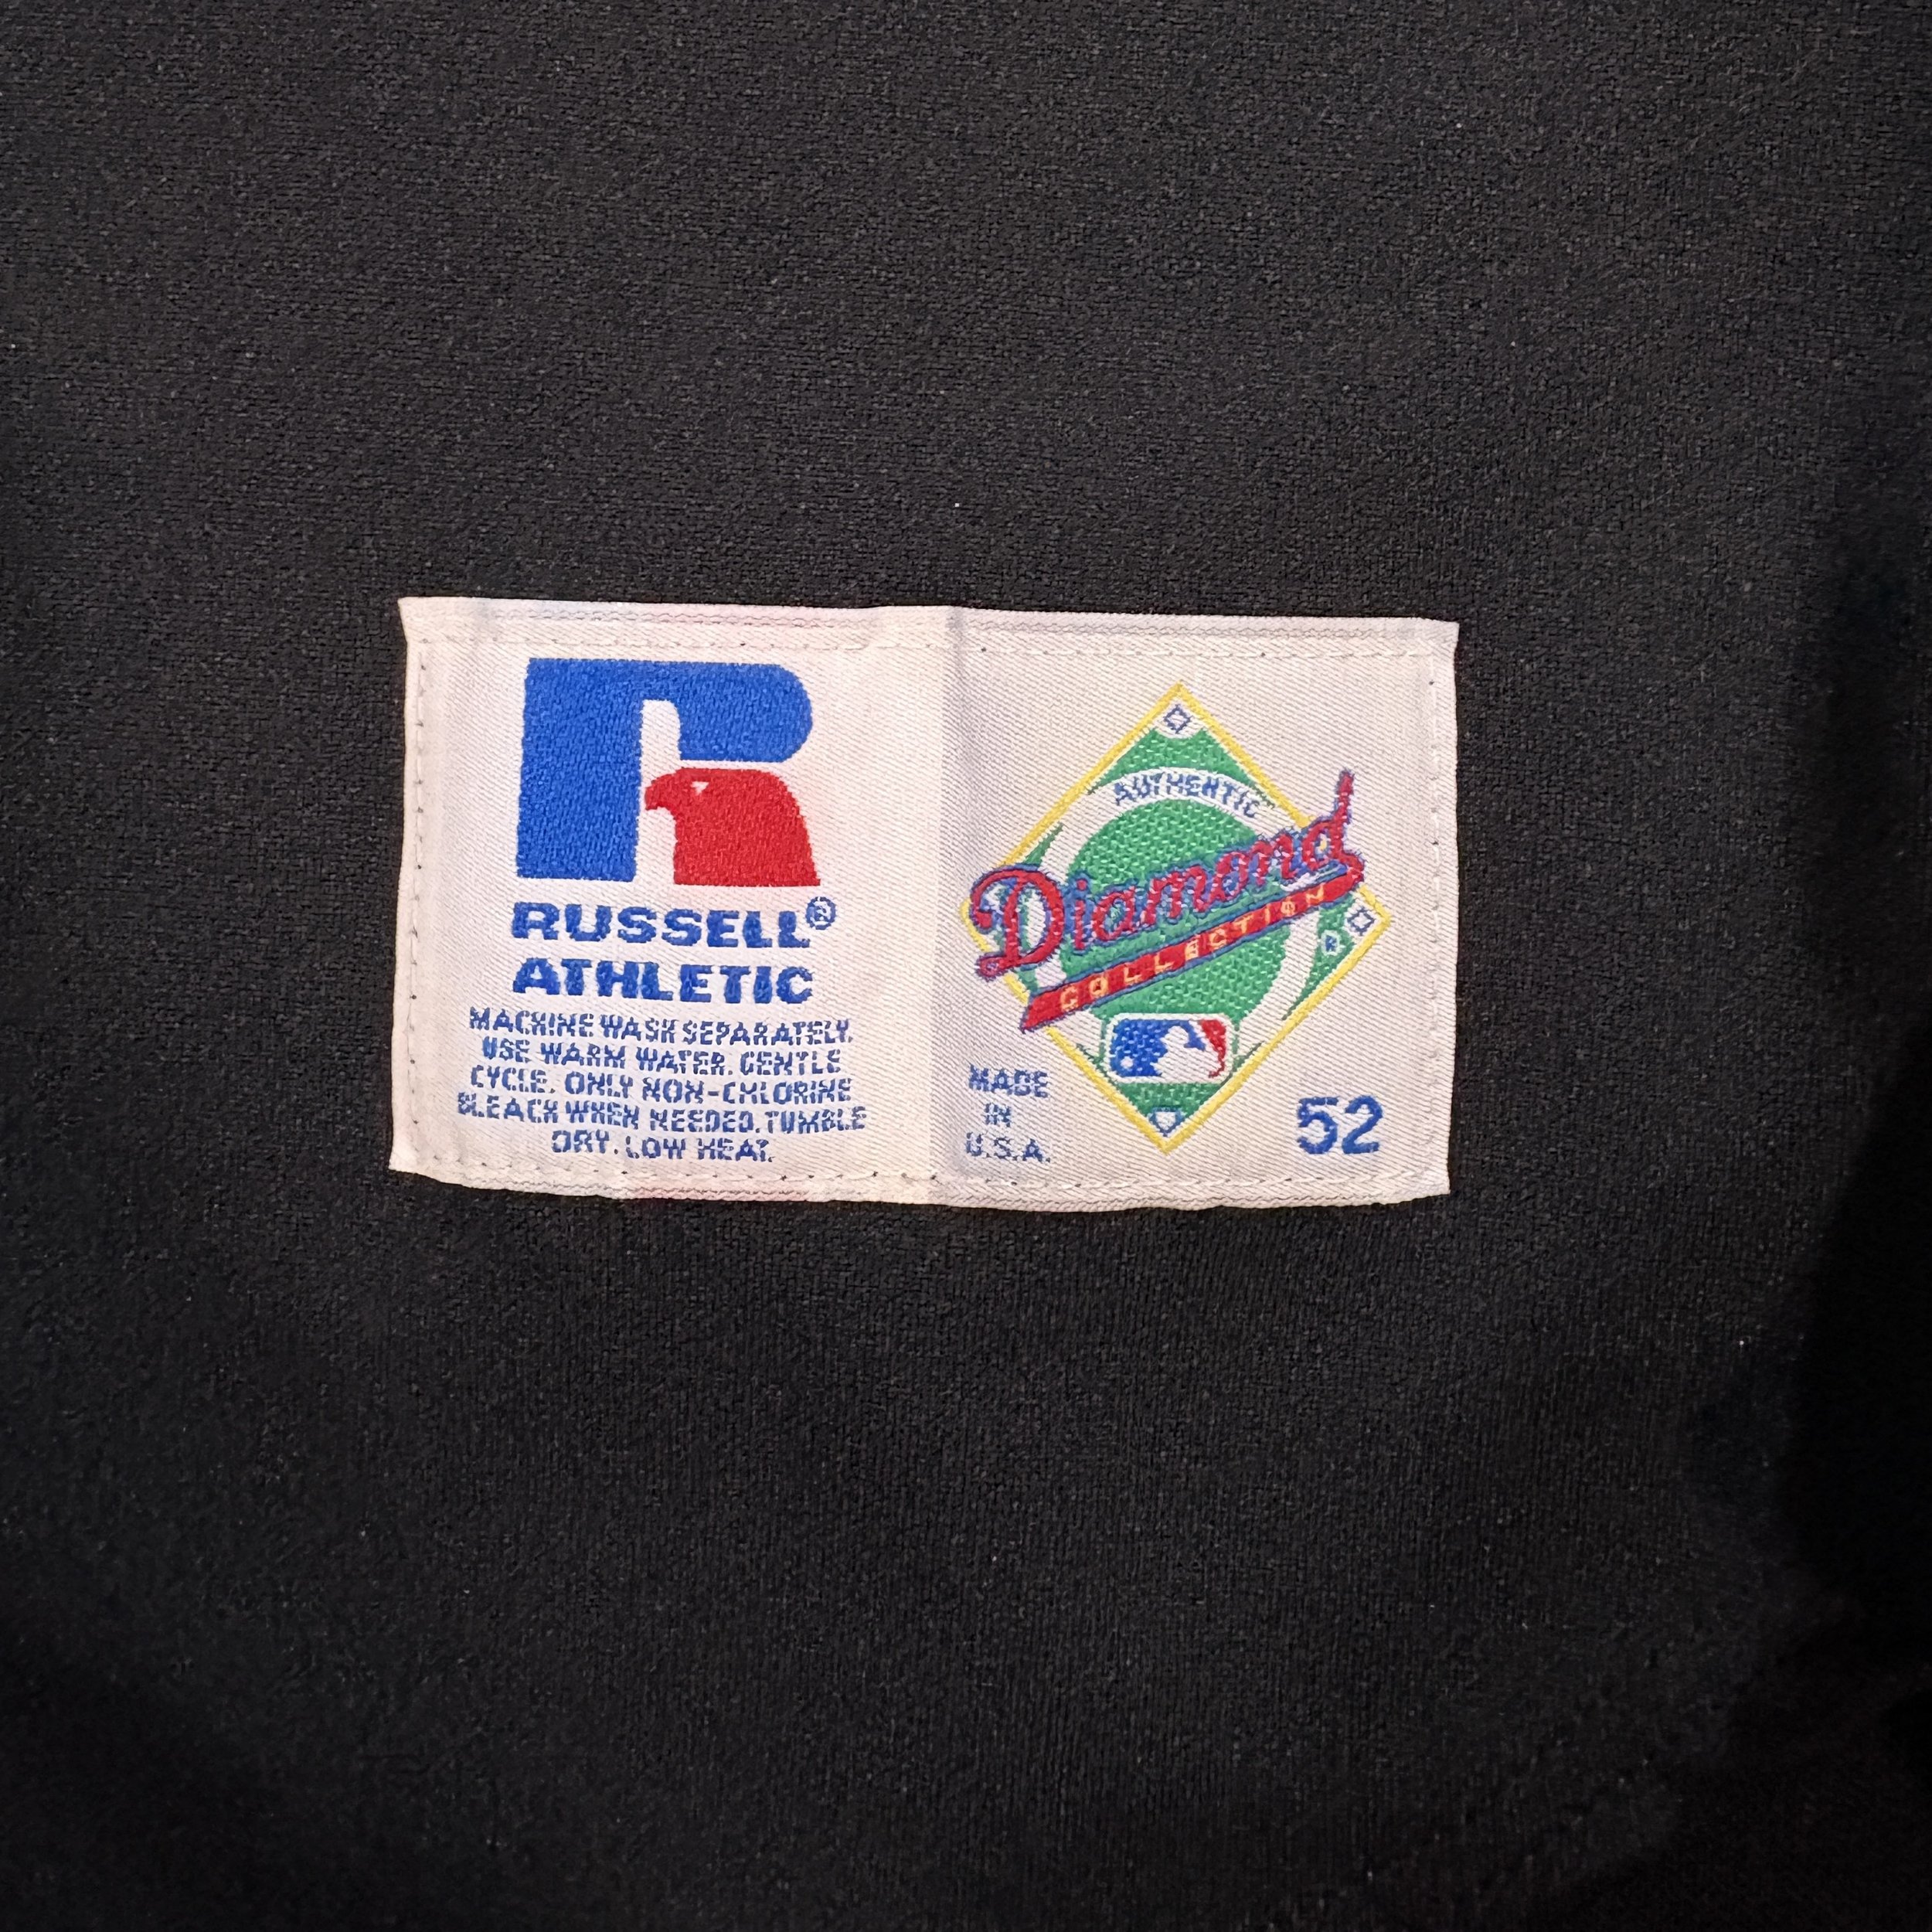 RUSSELL®
ATHLETIC
MACHINE WASH SEPARATELY.
USE WARM WATER. GENTLE
CYCLE. ONLY NON-CHLORINE
BLEACH WHEN NEEDED. TUMBLE
DRY. LOW HEAT.
AUTHENTIC
Diamond
COLLECTION
®
MADE
IN
U.S.A.
52